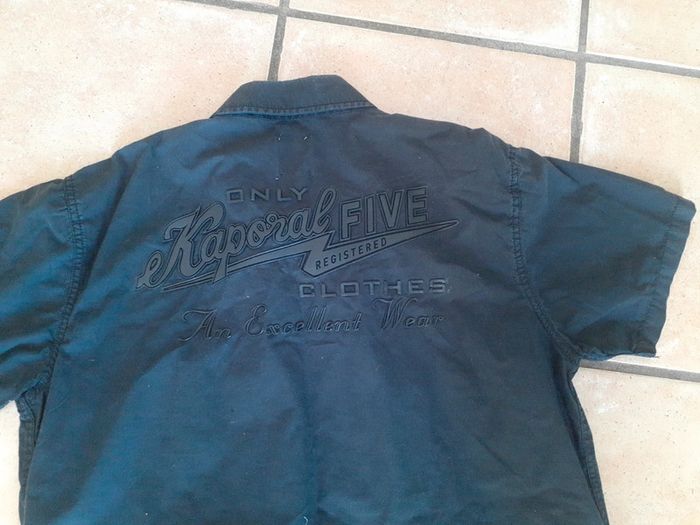 ONLY
Kaporal FIVE
REGISTERED
CLOTHES
An Excellent Wear